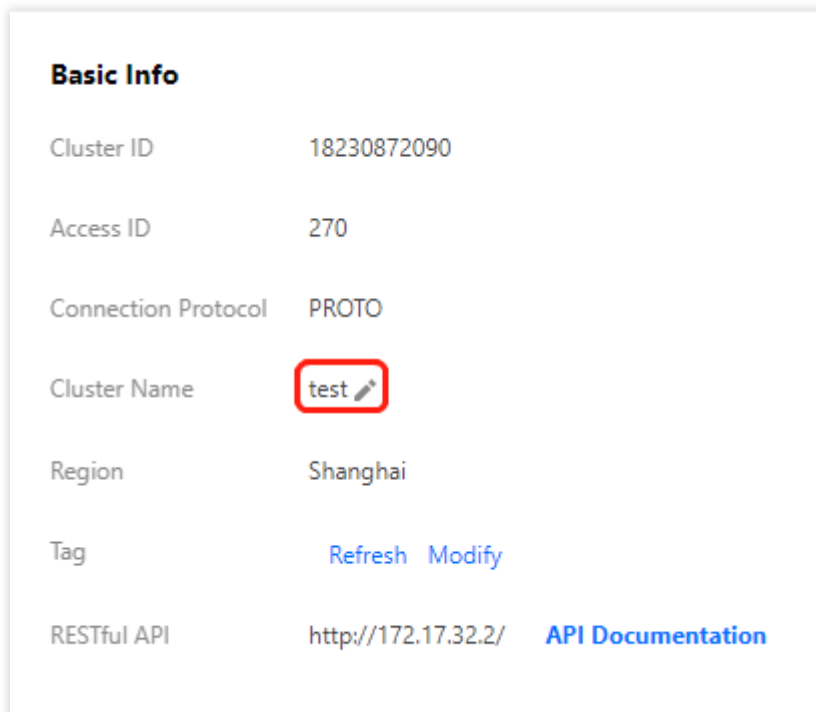 Basic Info
Cluster ID 18230872090
Access ID 270
Connection Protocol PROTO
Cluster Name test
Region Shanghai
Tag Refresh Modify
RESTful API http://172.17.32.2/ API Documentation